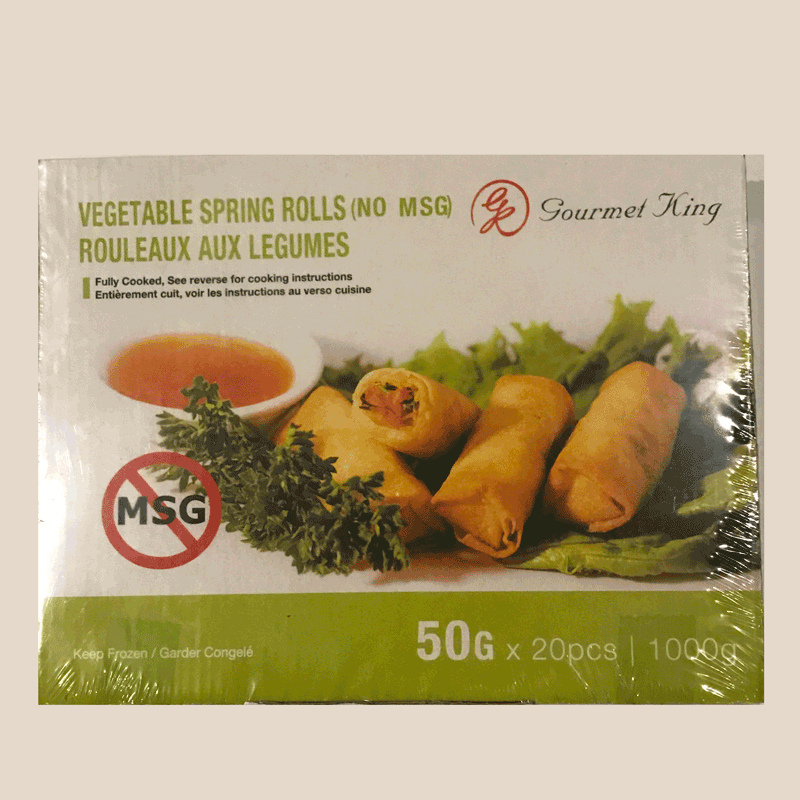 VEGETABLE SPRING ROLLS (NO MSG)
ROULEAUX AUX LEGUMES
GK Gourmet King
Fully Cooked, See reverse for cooking instructions
Entièrement cuit, voir les instructions au verso cuisine
MSG
Keep Frozen / Garder Congelé
50G x 20pcs | 1000g